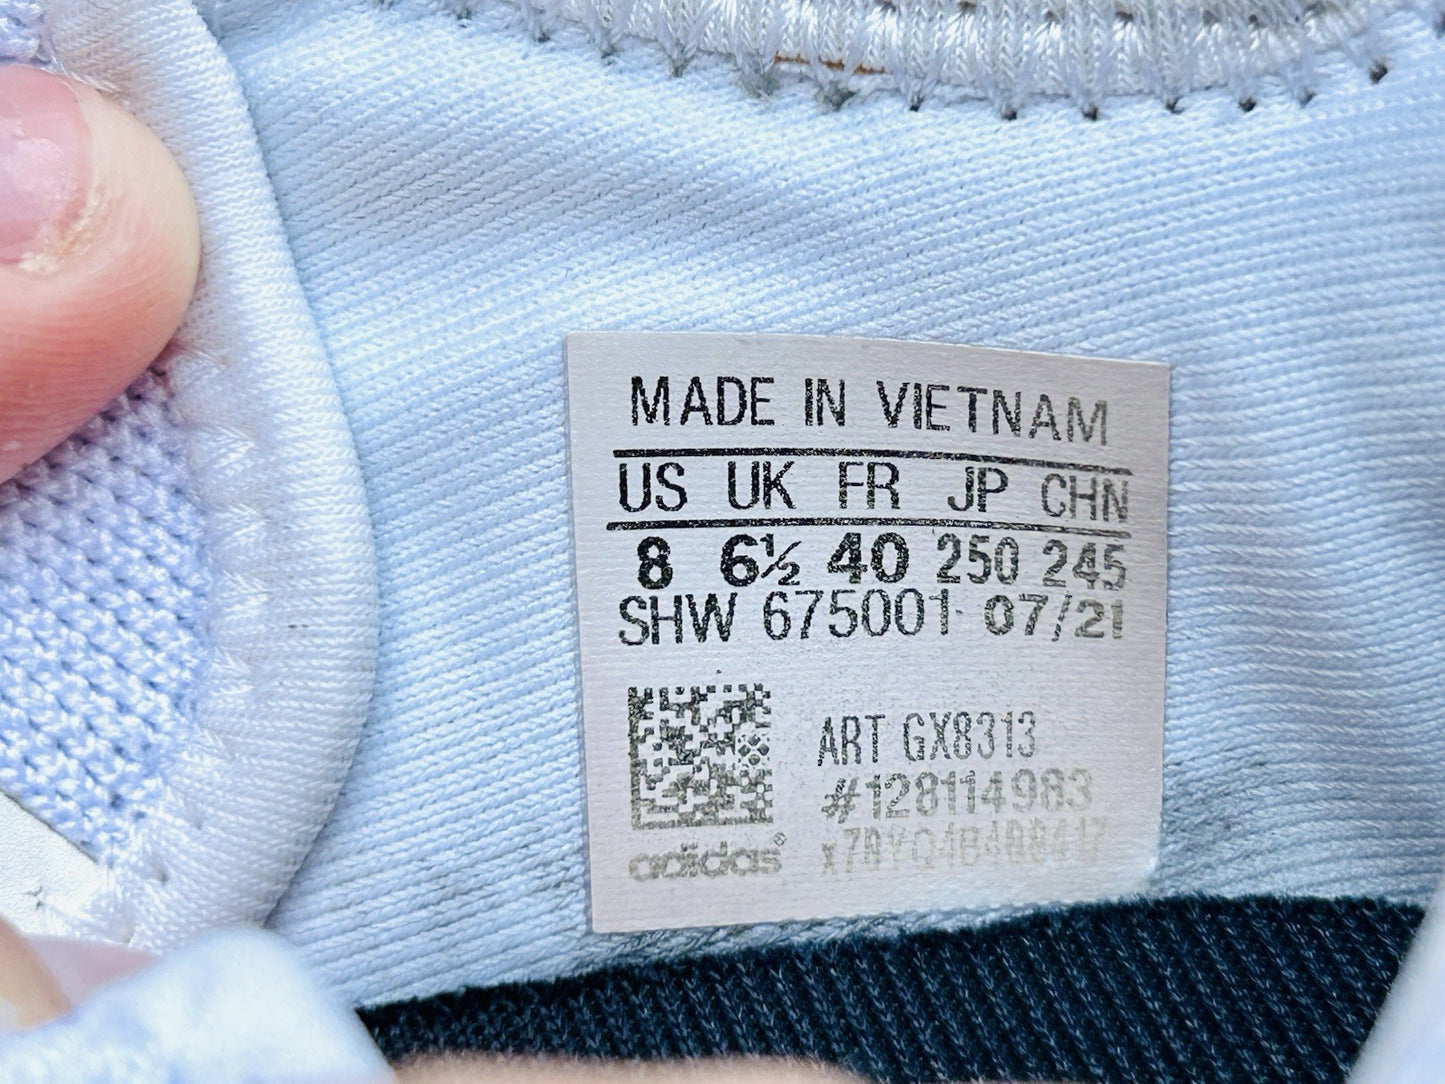 MADE IN VIETNAM
US UK FR JP CHN
8 6½ 40 250 245
SHW 675001 07/21
ART GX8313
#128114983
adidas